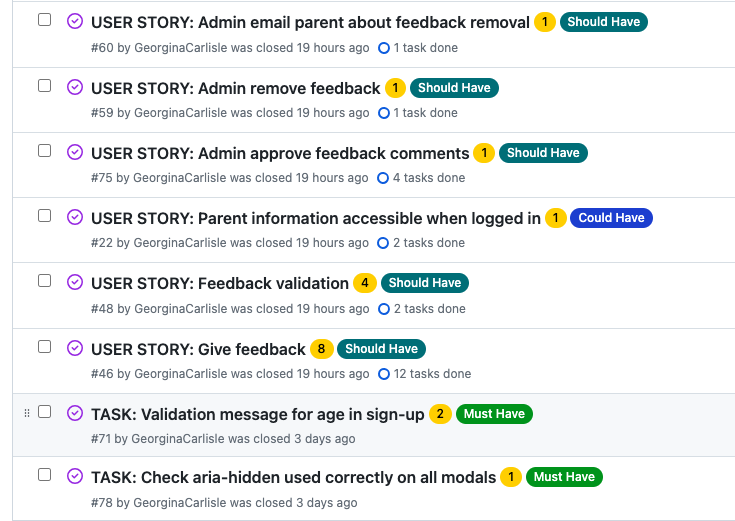 USER STORY: Admin email parent about feedback removal 1 Should Have
#60 by GeorginaCarlisle was closed 19 hours ago 1 task done
USER STORY: Admin remove feedback 1 Should Have
#59 by GeorginaCarlisle was closed 19 hours ago 1 task done
USER STORY: Admin approve feedback comments 1 Should Have
#75 by GeorginaCarlisle was closed 19 hours ago 4 tasks done
USER STORY: Parent information accessible when logged in 1 Could Have
#22 by GeorginaCarlisle was closed 19 hours ago 2 tasks done
USER STORY: Feedback validation 4 Should Have
#48 by GeorginaCarlisle was closed 19 hours ago 2 tasks done
USER STORY: Give feedback 8 Should Have
#46 by GeorginaCarlisle was closed 19 hours ago 12 tasks done
TASK: Validation message for age in sign-up 2 Must Have
#71 by GeorginaCarlisle was closed 3 days ago
TASK: Check aria-hidden used correctly on all modals 1 Must Have
#78 by GeorginaCarlisle was closed 3 days ago